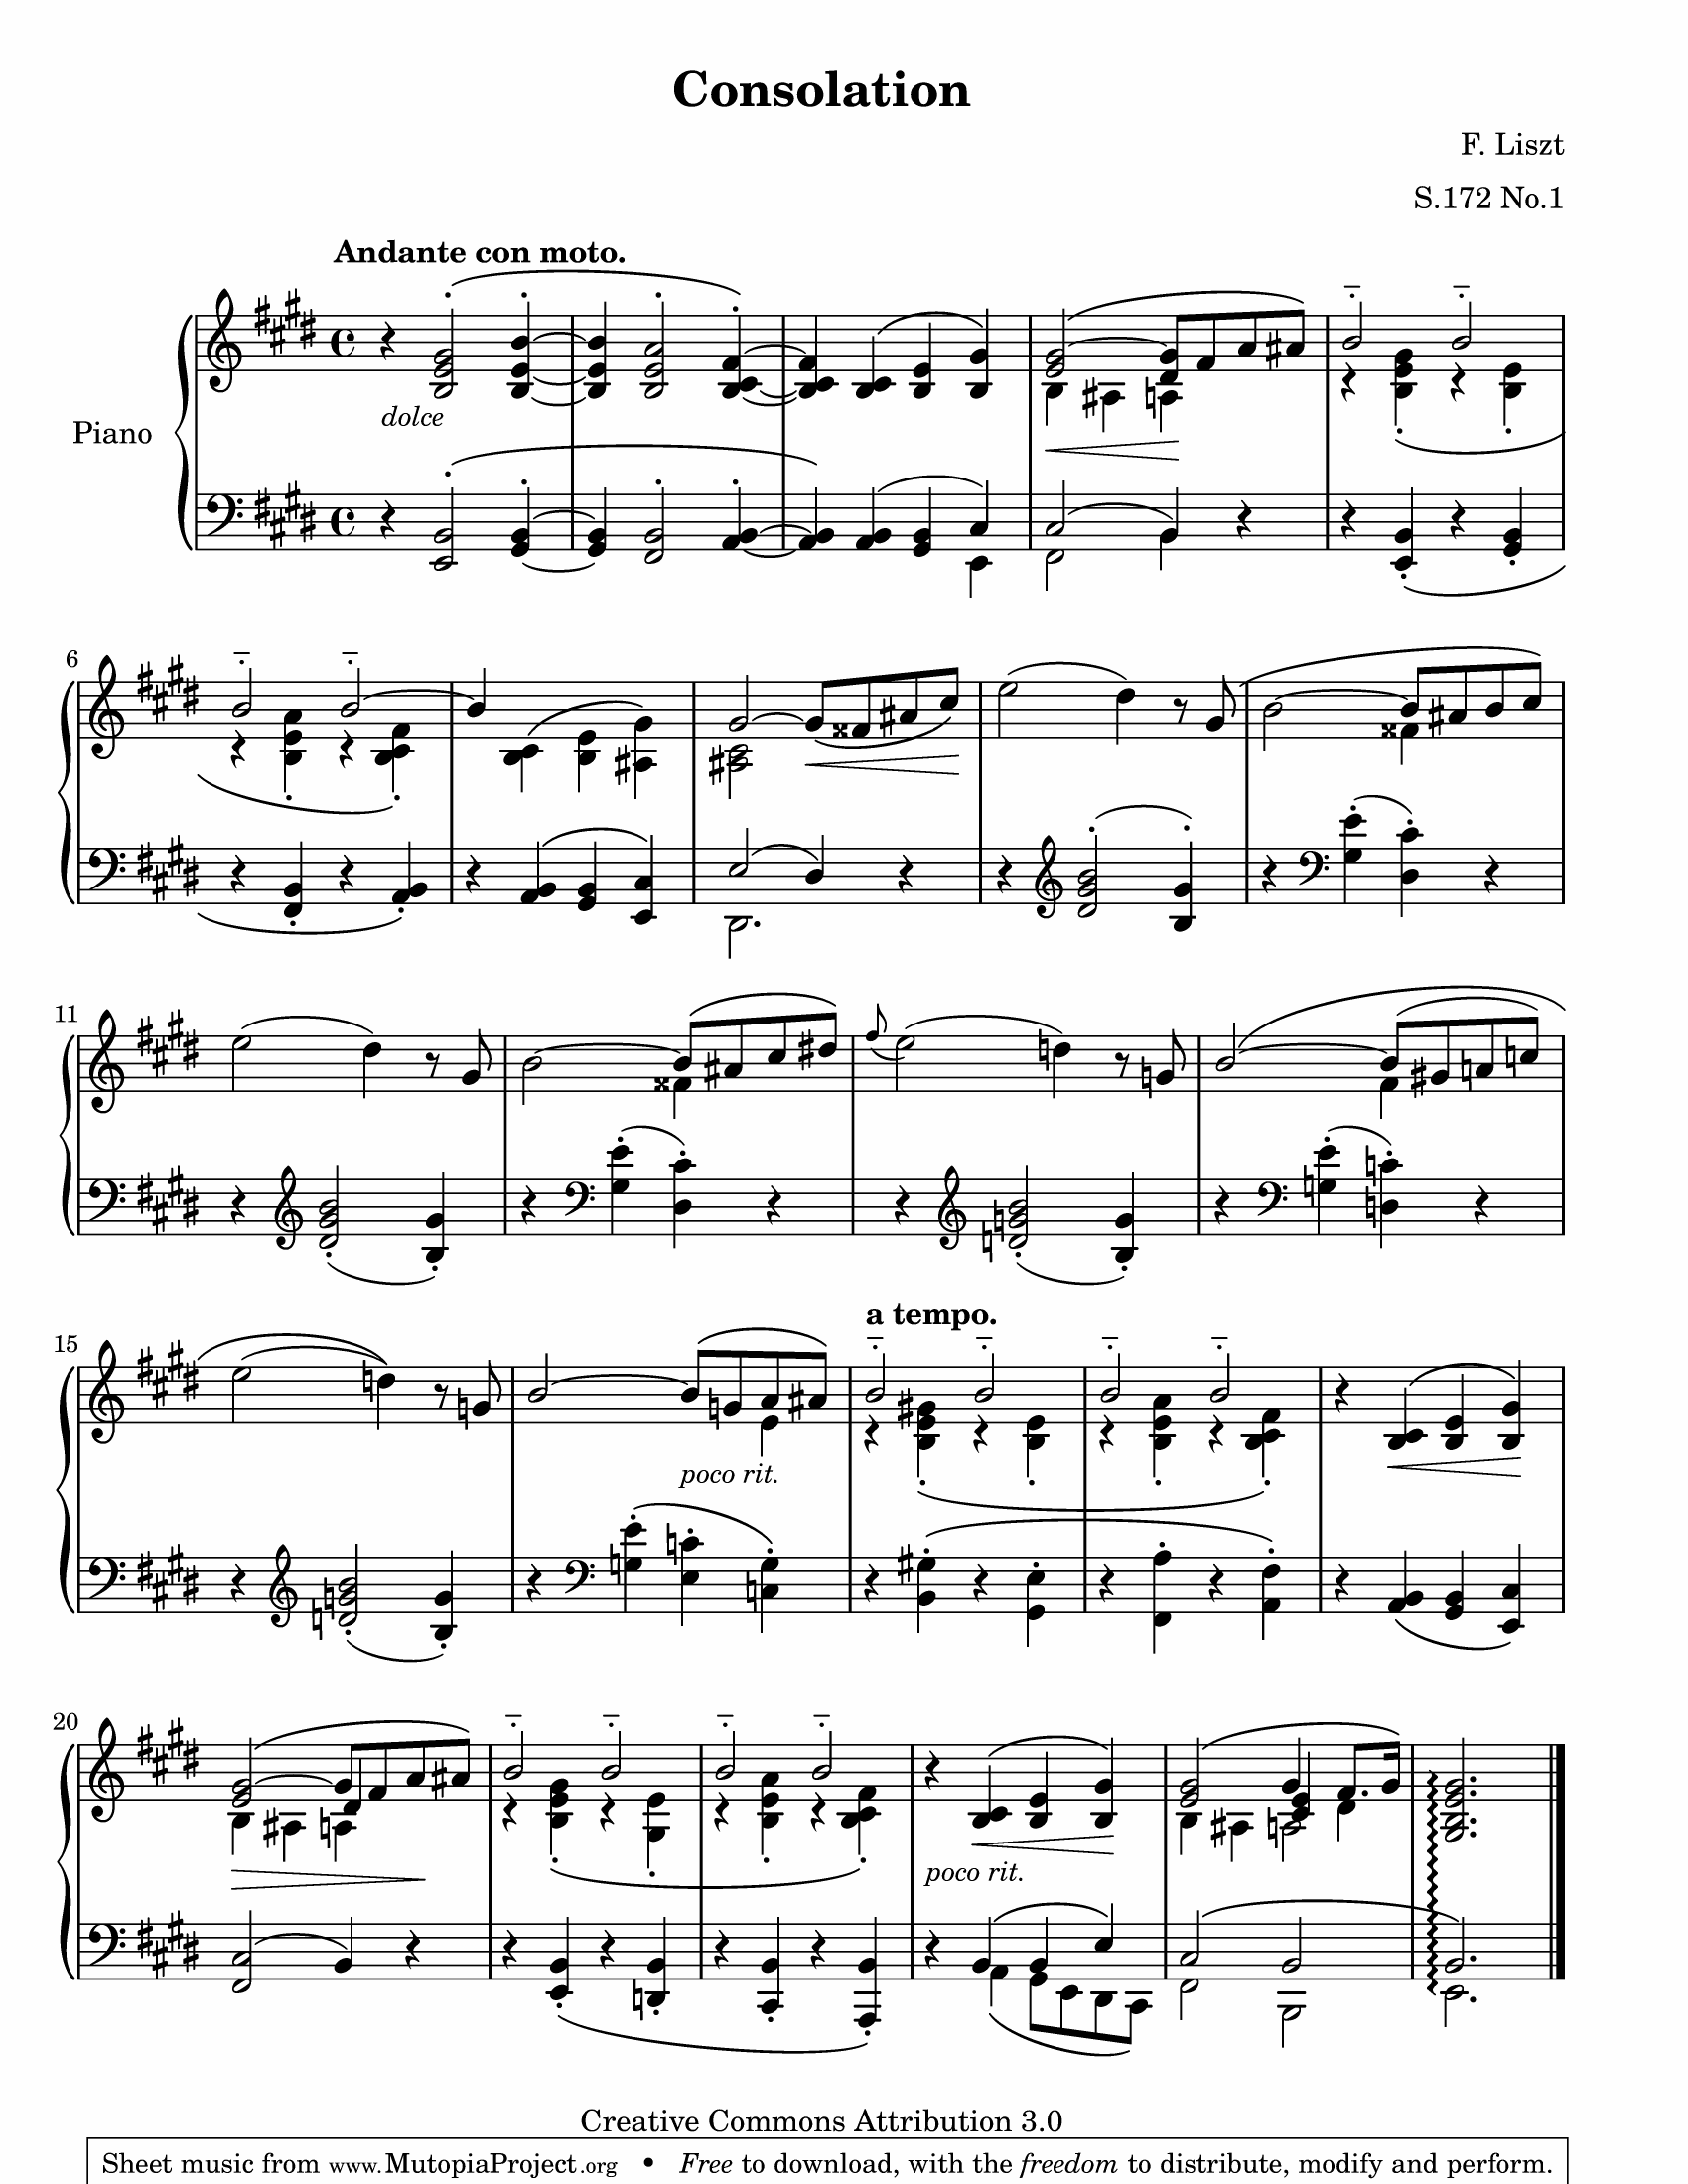 Consolation
F. Liszt
S.172 No.1
Andante con moto.
Piano
dolce
6
11
15
a tempo.
poco rit.
20
poco rit.
Creative Commons Attribution 3.0
Sheet music from www.MutopiaProject.org • Free to download, with the freedom to distribute, modify and perform.